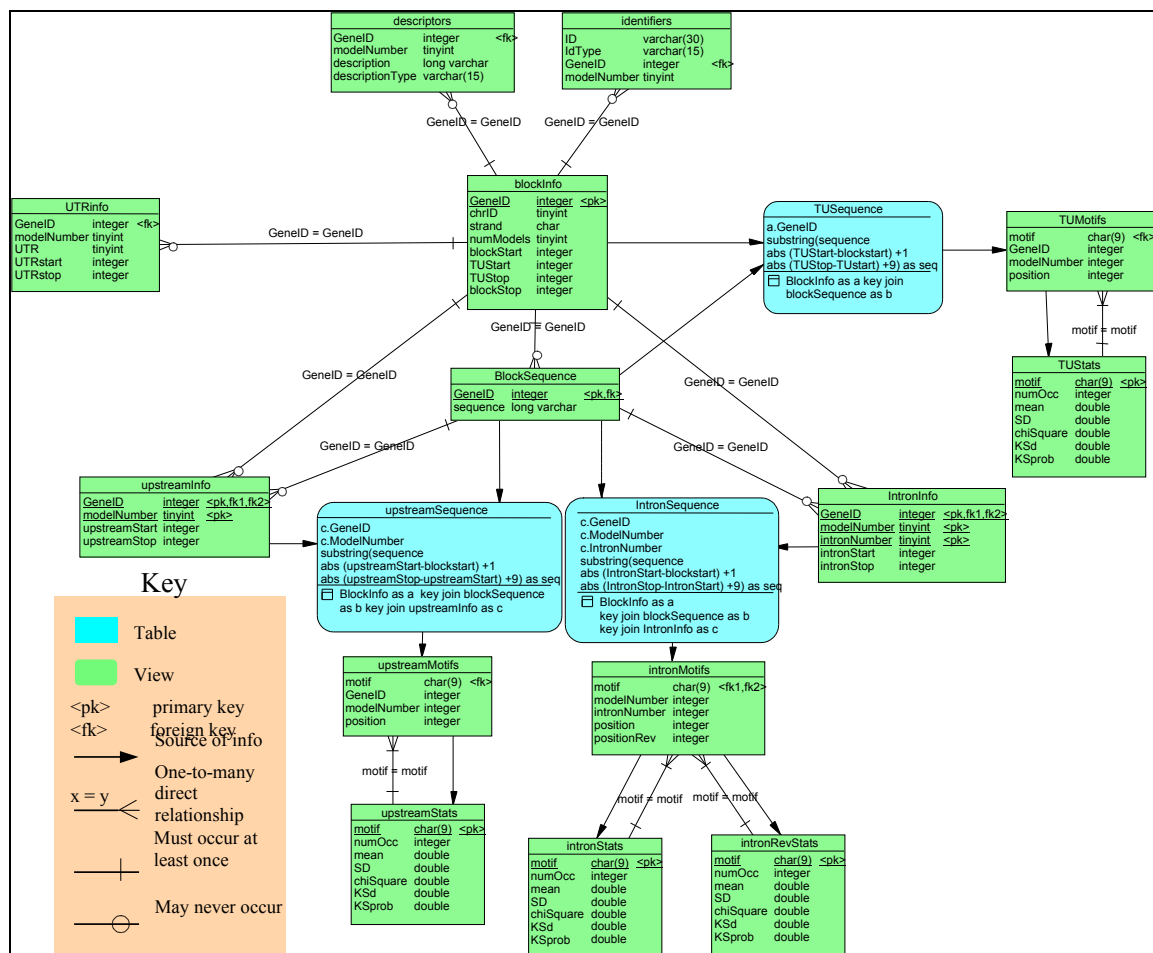 descriptors
GeneID integer <fk>
modelNumber tinyint
description long varchar
descriptionType varchar(15)
identifiers
ID varchar(30)
IdType varchar(15)
GeneID integer <fk>
modelNumber tinyint
GeneID = GeneID
GeneID = GeneID
UTRinfo
GeneID integer <fk>
modelNumber tinyint
UTR tinyint
UTRstart integer
UTRstop integer
GeneID = GeneID
blockInfo
GeneID integer <pk>
chrID tinyint
strand char
numModels tinyint
blockStart integer
TUStart integer
TUStop integer
blockStop integer
TUSequence
a.GeneID
substring(sequence
abs (TUStart-blockstart) +1
abs (TUStop-TUstart) +9) as seq
BlockInfo as a key join
blockSequence as b
TUMotifs
motif char(9) <fk>
GeneID integer
modelNumber integer
position integer
motif = motif
TUStats
motif char(9) <pk>
numOcc integer
mean double
SD double
chiSquare double
KSd double
KSprob double
GeneID = GeneID
GeneID = GeneID
GeneID = GeneID
BlockSequence
GeneID integer <pk,fk>
sequence long varchar
GeneID = GeneID
GeneID = GeneID
upstreamInfo
GeneID integer <pk,fk1,fk2>
modelNumber tinyint <pk>
upstreamStart integer
upstreamStop integer
upstreamSequence
c.GeneID
c.ModelNumber
substring(sequence
abs (upstreamStart-blockstart) +1
abs (upstreamStop-upstreamStart) +9) as seq
BlockInfo as a key join blockSequence
as b key join upstreamInfo as c
IntronSequence
c.GeneID
c.ModelNumber
c.IntronNumber
substring(sequence
abs (IntronStart-blockstart) +1
abs (IntronStop-IntronStart) +9) as seq
BlockInfo as a
key join blockSequence as b
key join IntronInfo as c
IntronInfo
GeneID integer <pk,fk1,fk2>
modelNumber tinyint <pk>
intronNumber tinyint <pk>
intronStart integer
intronStop integer
Key
Table
View
<pk> primary key
<fk> foreign key
Source of info
One-to-many
x = y direct
relationship
Must occur at
least once
May never occur
upstreamMotifs
motif char(9) <fk>
GeneID integer
modelNumber integer
position integer
motif = motif
upstreamStats
motif char(9) <pk>
numOcc integer
mean double
SD double
chiSquare double
KSd double
KSprob double
intronMotifs
motif char(9) <fk1,fk2>
modelNumber integer
intronNumber integer
position integer
positionRev integer
motif = motif
motif = motif
intronStats
motif char(9) <pk>
numOcc integer
mean double
SD double
chiSquare double
KSd double
KSprob double
intronRevStats
motif char(9) <pk>
numOcc integer
mean double
SD double
chiSquare double
KSd double
KSprob double